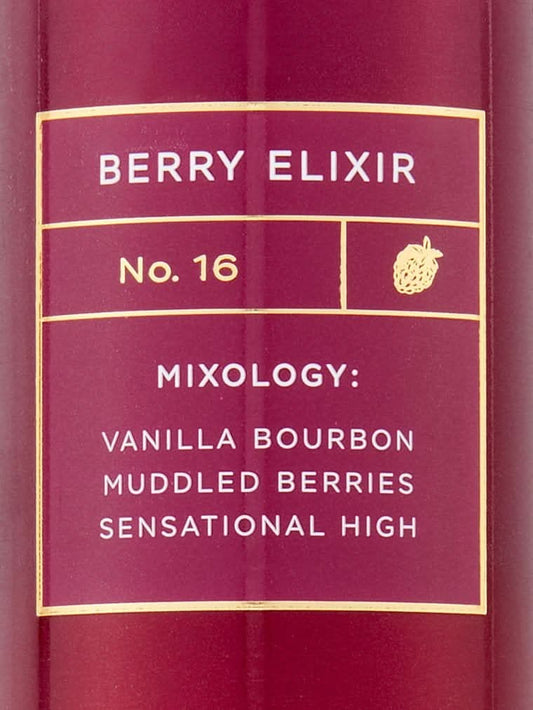 BERRY ELIXIR
No. 16
MIXOLOGY:
VANILLA BOURBON
MUDDLED BERRIES
SENSATIONAL HIGH